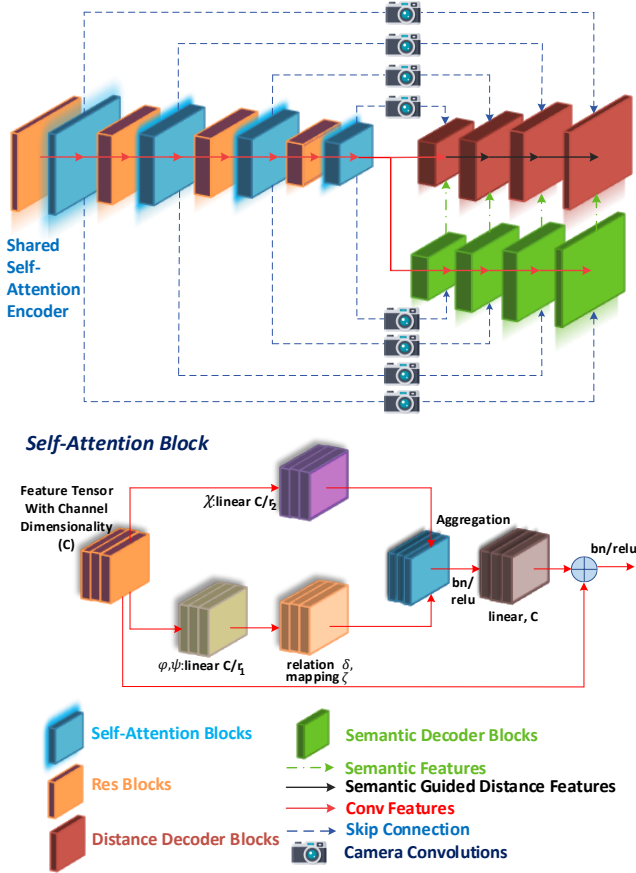 Shared
Self-
Attention
Encoder
Self-Attention Block
Feature Tensor
With Channel
Dimensionality
(C)
χ:linear C/r2
Aggregation
bn/relu
bn/
relu
linear, C
φ,ψ:linear C/r1
relation δ,
mapping ζ
Self-Attention Blocks
Res Blocks
Distance Decoder Blocks
Semantic Decoder Blocks
Semantic Features
Semantic Guided Distance Features
Conv Features
Skip Connection
Camera Convolutions